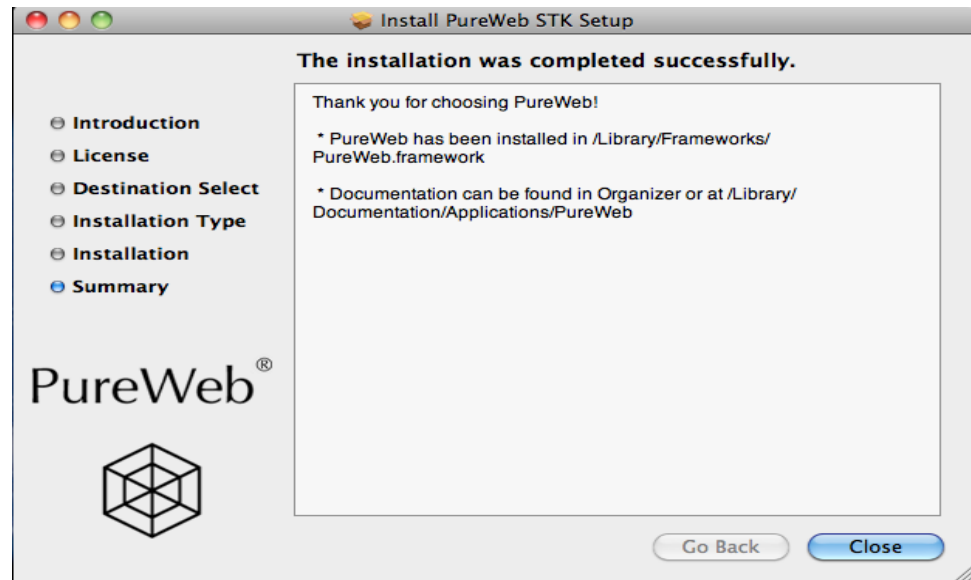 Install PureWeb STK Setup
The installation was completed successfully.
Introduction
License
Destination Select
Installation Type
Installation
Summary
PureWeb®
Thank you for choosing PureWeb!
* PureWeb has been installed in /Library/Frameworks/
PureWeb.framework
* Documentation can be found in Organizer or at /Library/
Documentation/Applications/PureWeb
Go Back
Close